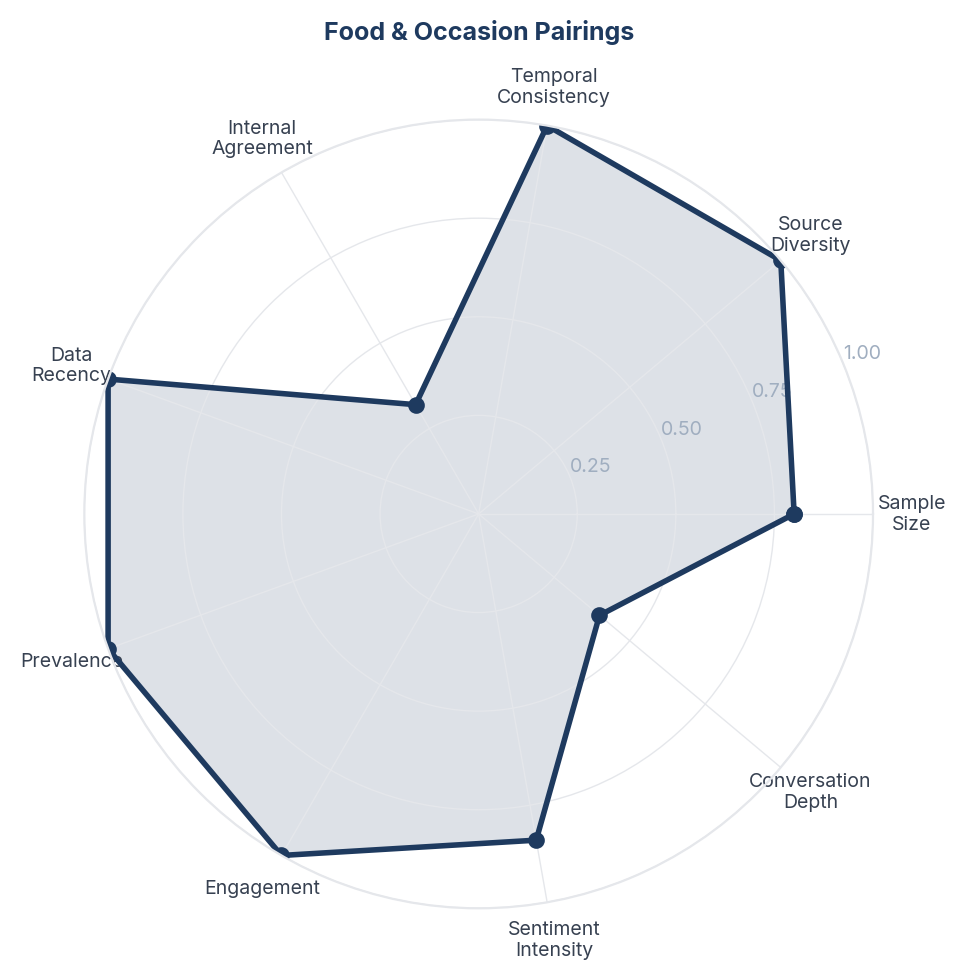 Food & Occasion Pairings
Temporal
Consistency
Internal
Agreement
Source
Diversity
Data
Recency
1.00
0.75
0.50
0.25
Sample
Size
Prevalence
Conversation
Depth
Engagement
Sentiment
Intensity